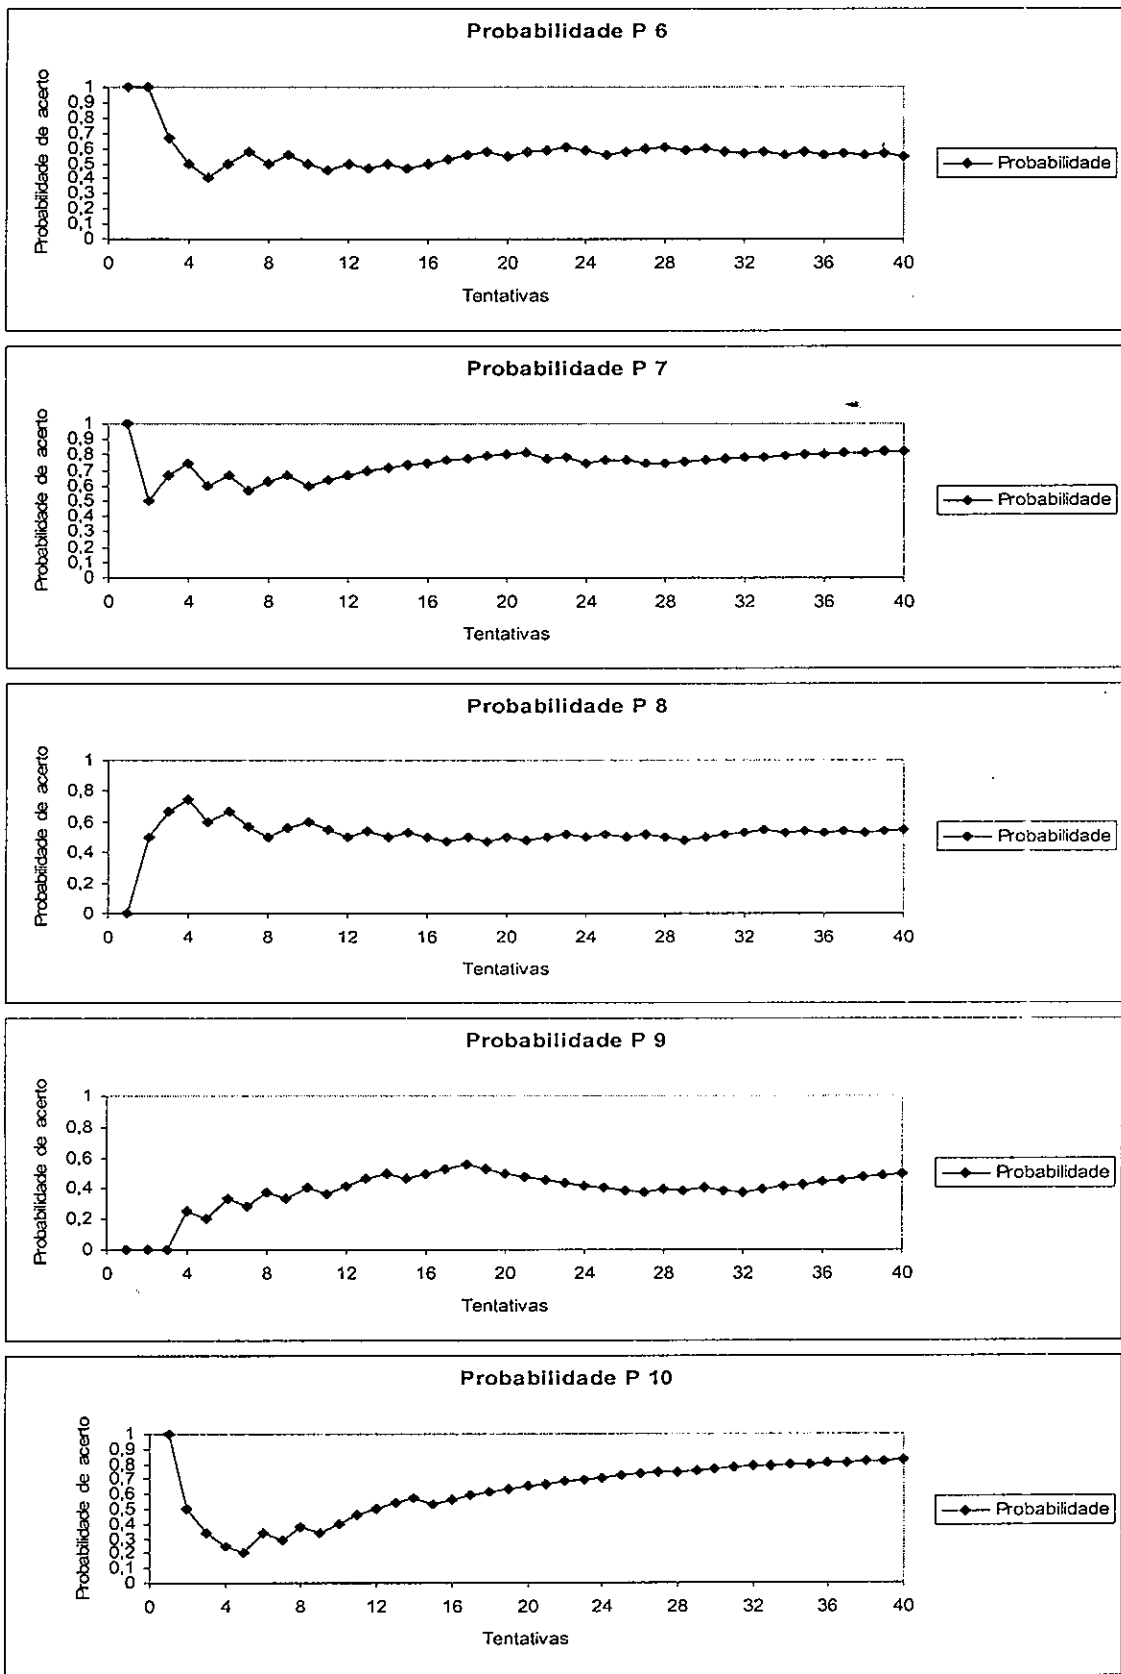 Probabilidade P 6
Probabilidade de acerto
1
0,9
0,8
0,7
0,6
0,5
0,4
0,3
0,2
0,1
0
0 4 8 12 16 20 24 28 32 36 40
Tentativas
Probabilidade
Probabilidade P 7
Probabilidade de acerto
1
0,9
0,8
0,7
0,6
0,5
0,4
0,3
0,2
0,1
0
0 4 8 12 16 20 24 28 32 36 40
Tentativas
Probabilidade
Probabilidade P 8
Probabilidade de acerto
1
0,8
0,6
0,4
0,2
0
0 4 8 12 16 20 24 28 32 36 40
Tentativas
Probabilidade
Probabilidade P 9
Probabilidade de acerto
1
0,8
0,6
0,4
0,2
0
0 4 8 12 16 20 24 28 32 36 40
Tentativas
Probabilidade
Probabilidade P 10
Probabilidade de acerto
1
0,9
0,8
0,7
0,6
0,5
0,4
0,3
0,2
0,1
0
0 4 8 12 16 20 24 28 32 36 40
Tentativas
Probabilidade